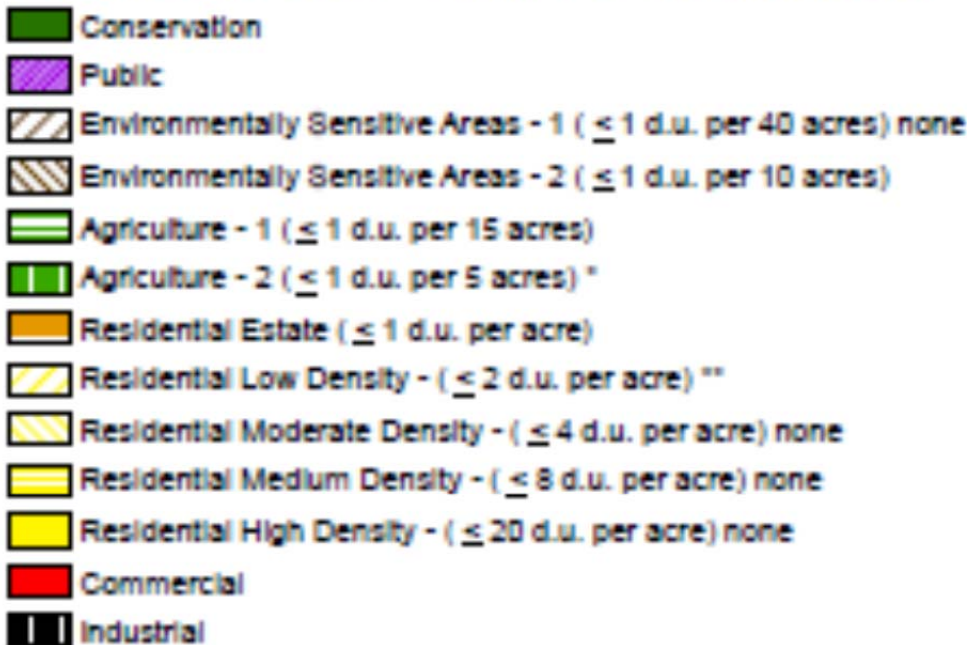 Conservation
Public
Environmentally Sensitive Areas - 1 ( ≤ 1 d.u. per 40 acres) none
Environmentally Sensitive Areas - 2 ( ≤ 1 d.u. per 10 acres)
Agriculture - 1 ( ≤ 1 d.u. per 15 acres)
Agriculture - 2 ( ≤ 1 d.u. per 5 acres) *
Residential Estate ( ≤ 1 d.u. per acre)
Residential Low Density - ( ≤ 2 d.u. per acre) **
Residential Moderate Density - ( ≤ 4 d.u. per acre) none
Residential Medium Density - ( ≤ 8 d.u. per acre) none
Residential High Density - ( ≤ 20 d.u. per acre) none
Commercial
Industrial